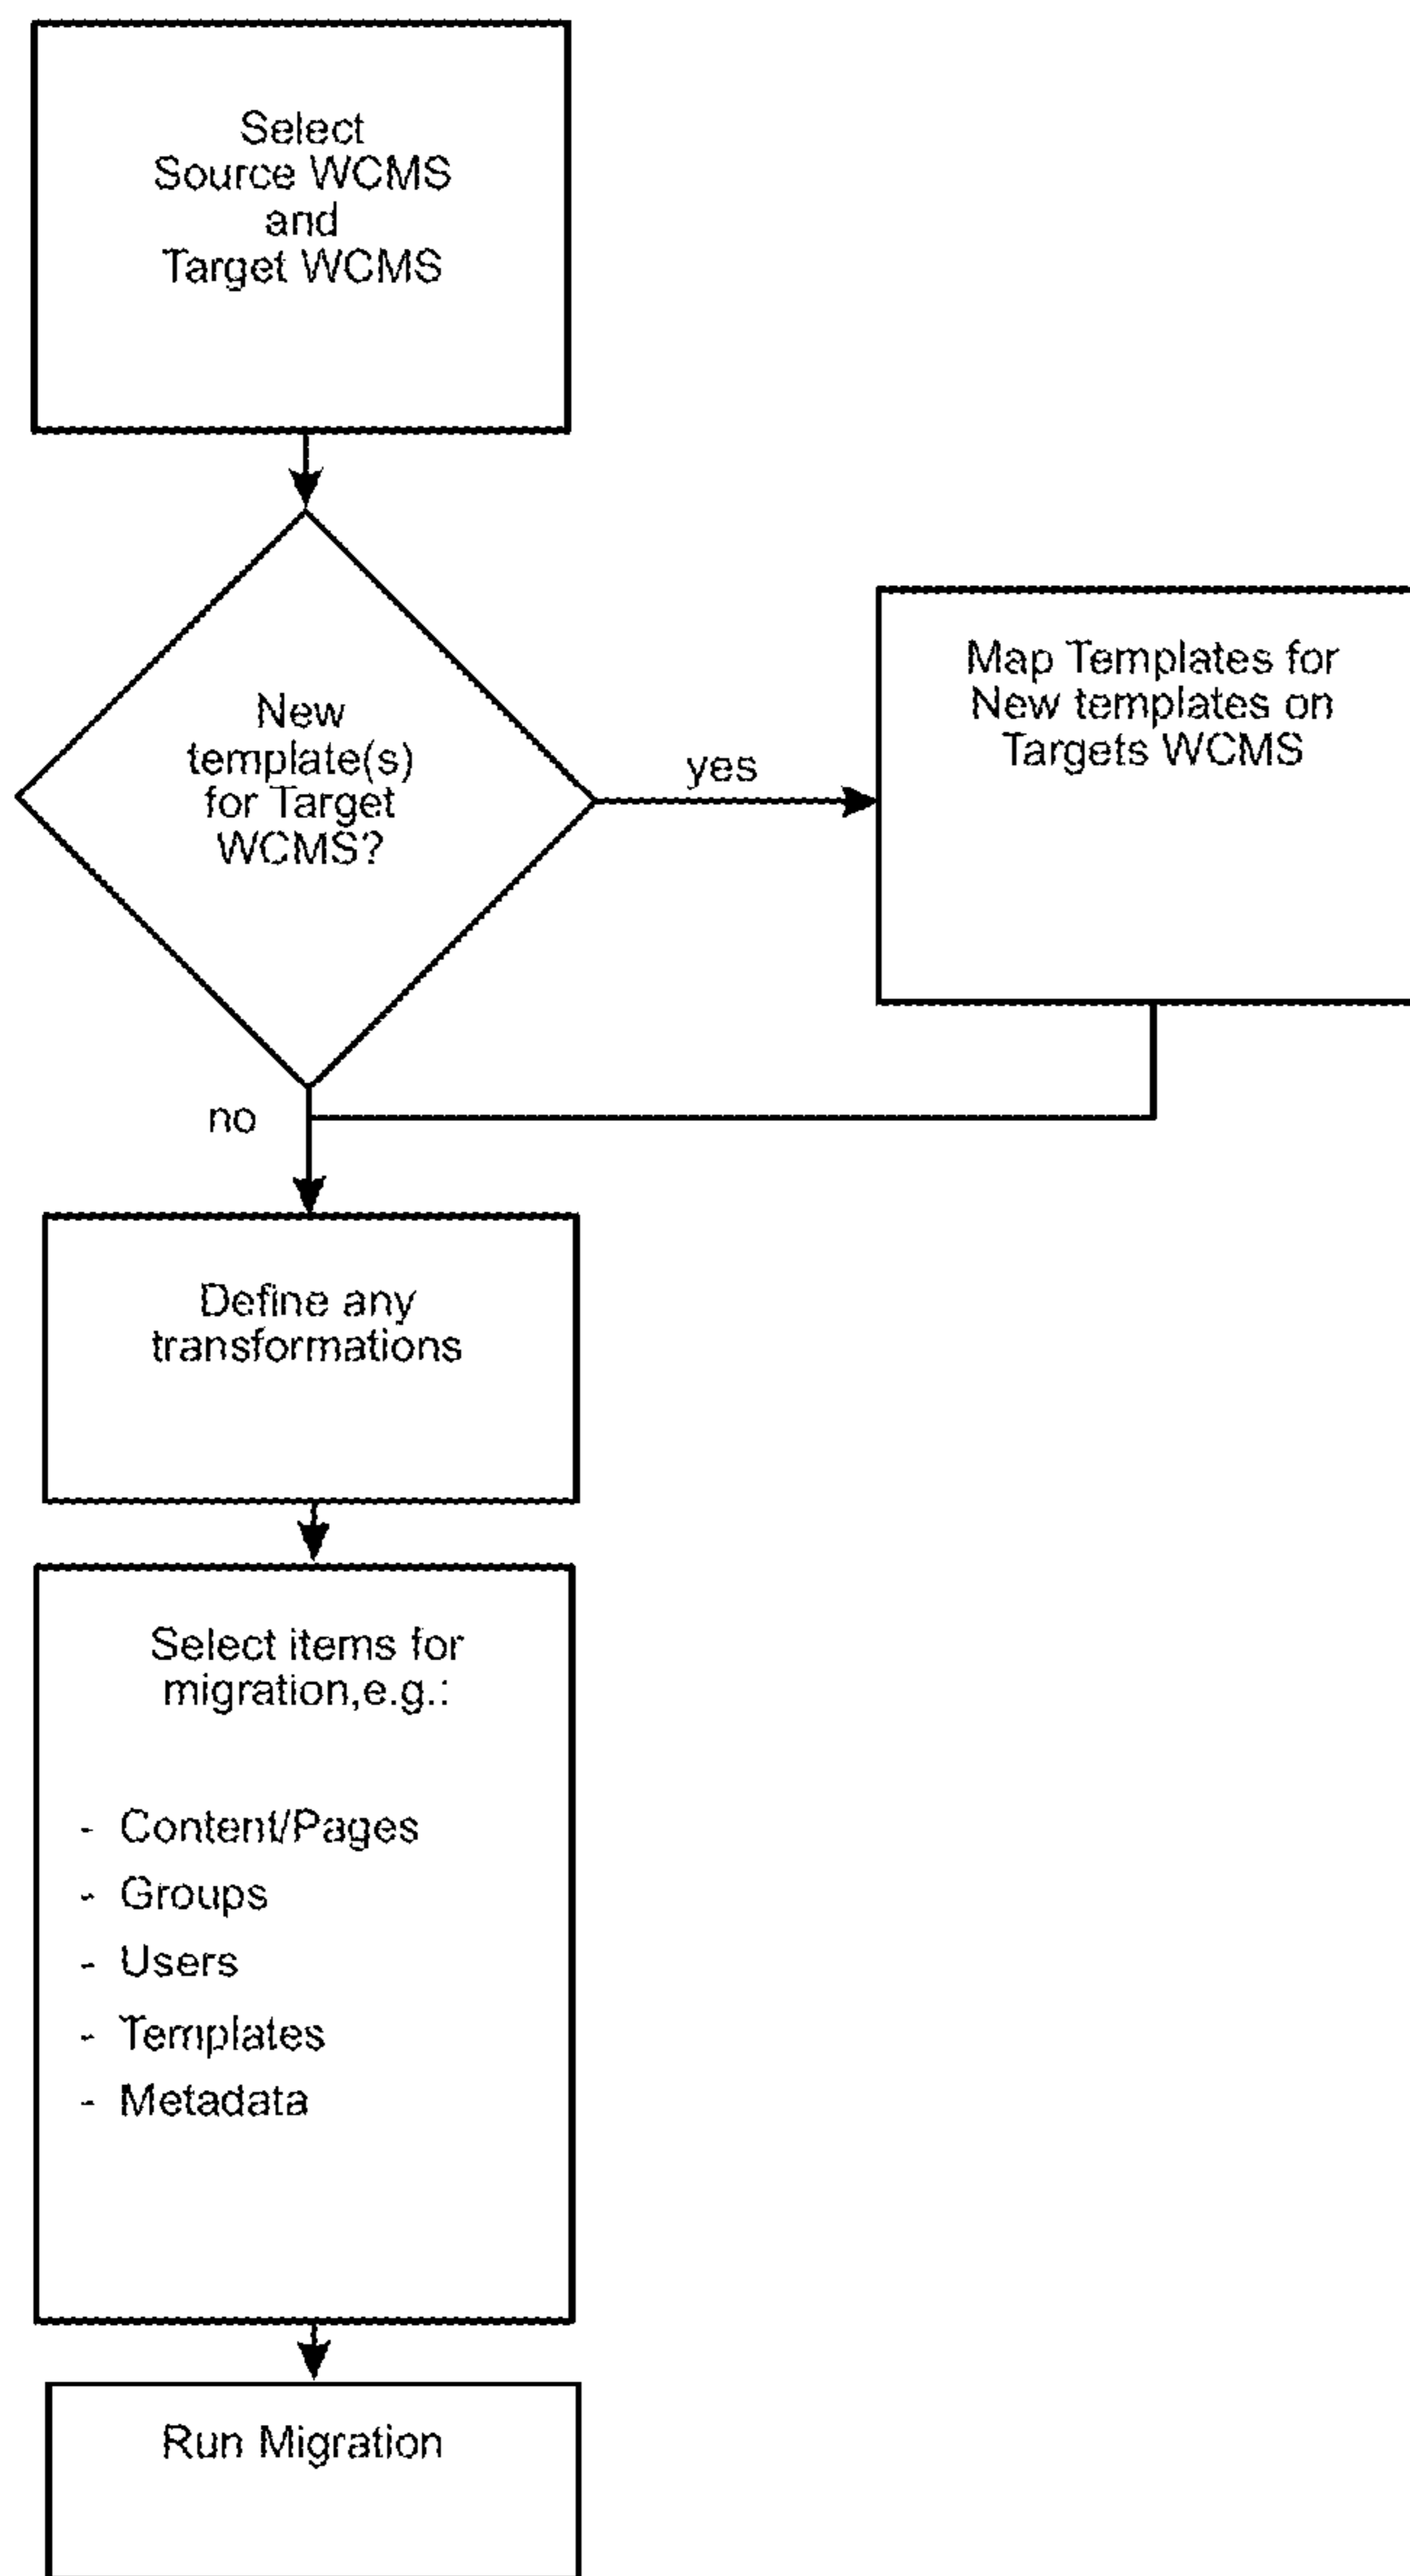 Select
Source WCMS
and
Target WCMS
New
template(s)
for Target
WCMS?
yes
Map Templates for
New templates on
Targets WCMS
no
Define any
transformations
Select items for
migration,e.g.:
- Content/Pages
- Groups
- Users
- Templates
- Metadata
Run Migration